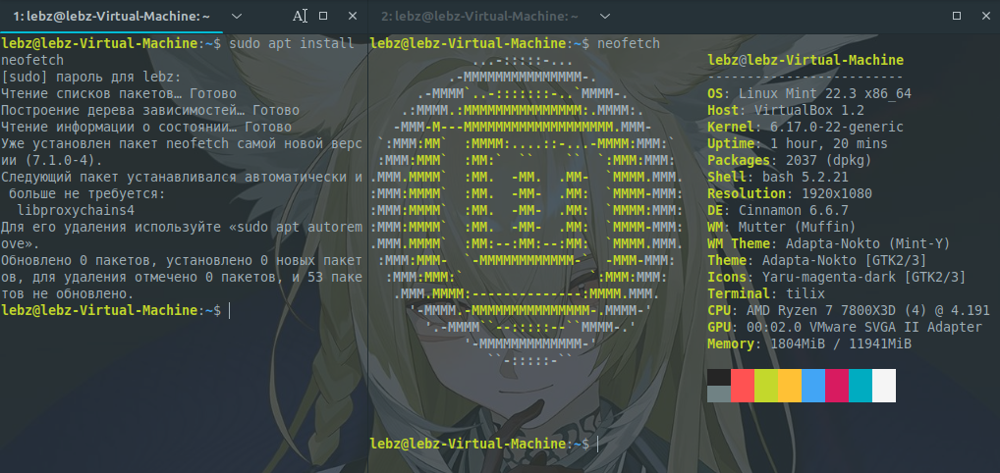 1: lebz@lebz-Virtual-Machine: ~
lebz@lebz-Virtual-Machine:~$ sudo apt install
neofetch
[sudo] пароль для lebz:
Чтение списков пакетов… Готово
Построение дерева зависимостей… Готово
Чтение информации о состоянии… Готово
Уже установлен пакет neofetch самой новой верс
ии (7.1.0-4).
Следующий пакет устанавливался автоматически и
 больше не требуется:
  libproxychains4
Для его удаления используйте «sudo apt autorem
ove».
Обновлено 0 пакетов, установлено 0 новых пакет
ов, для удаления отмечено 0 пакетов, и 53 паке
тов не обновлено.
lebz@lebz-Virtual-Machine:~$
2: lebz@lebz-Virtual-Machine: ~
lebz@lebz-Virtual-Machine:~$ neofetch
             ...-:::::-...
          .-MMMMMMMMMMMMMMM-.
      .-MMMM`..-:::::::-..`MMMM-.
    .:MMMM.:MMMMMMMMMMMMMMM:.MMMM:.
   -MMM-M---MMMMMMMMMMMMMMMMMMM.MMM-
 `:MMM:MM`  :MMMM:....::-...-MMMM:MMM:`
 :MMM:MMM`  :MM:`  ``    ``  `:MMM:MMM:
.MMM.MMMM`  :MM.  -MM.  .MM-  `MMMM.MMM.
:MMM:MMMM`  :MM.  -MM-  .MM:  `MMMM-MMM:
:MMM:MMMM`  :MM.  -MM-  .MM:  `MMMM:MMM:
:MMM:MMMM`  :MM.  -MM-  .MM:  `MMMM-MMM:
.MMM.MMMM`  :MM:--:MM:--:MM:  `MMMM.MMM.
 :MMM:MMM-  `-MMMMMMMMMMMM-`  -MMM-MMM:
  :MMM:MMM:`                `:MMM:MMM:
   .MMM.MMMM:--------------:MMMM.MMM.
     '-MMMM.-MMMMMMMMMMMMMMM-.MMMM-'
       '.-MMMM``--:::::--``MMMM-.'
            '-MMMMMMMMMMMMM-'
               ``-:::::-``
lebz@lebz-Virtual-Machine
-------------------------
OS: Linux Mint 22.3 x86_64
Host: VirtualBox 1.2
Kernel: 6.17.0-22-generic
Uptime: 1 hour, 20 mins
Packages: 2037 (dpkg)
Shell: bash 5.2.21
Resolution: 1920x1080
DE: Cinnamon 6.6.7
WM: Mutter (Muffin)
WM Theme: Adapta-Nokto (Mint-Y)
Theme: Adapta-Nokto [GTK2/3]
Icons: Yaru-magenta-dark [GTK2/3]
Terminal: tilix
CPU: AMD Ryzen 7 7800X3D (4) @ 4.191
GPU: 00:02.0 VMware SVGA II Adapter
Memory: 1804MiB / 11941MiB
lebz@lebz-Virtual-Machine:~$